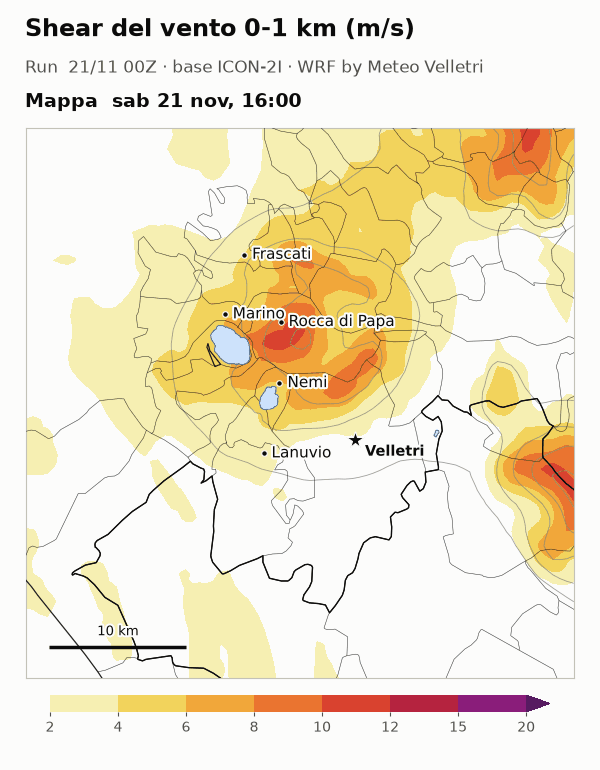 Shear del vento 0-1 km (m/s)
Run  21/11 00Z · base ICON-2I · WRF by Meteo Velletri
Mappa  sab 21 nov, 16:00
Frascati
Marino
Rocca di Papa
Nemi
Velletri
Lanuvio
10 km
2 4 6 8 10 12 15 20